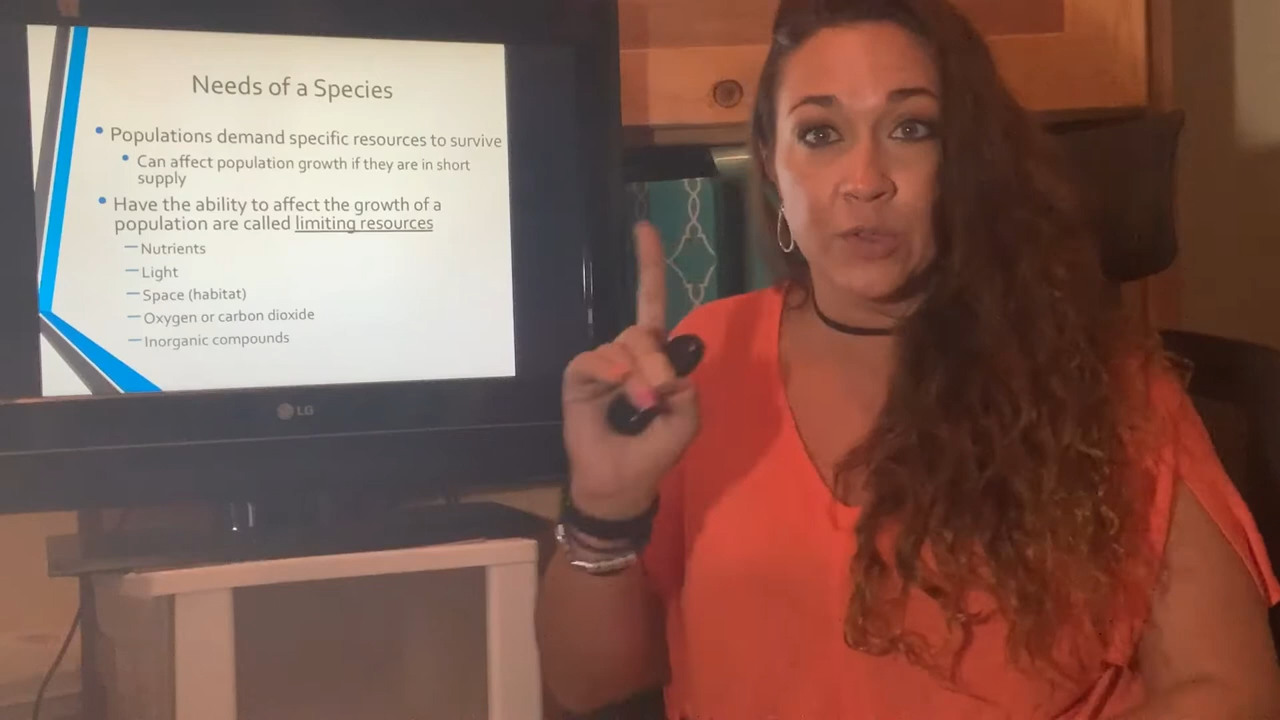 Needs of a Species
Populations demand specific resources to survive
Can affect population growth if they are in short
supply
Have the ability to affect the growth of a
population are called limiting resources
Nutrients
Light
Space (habitat)
Oxygen or carbon dioxide
Inorganic compounds
LG